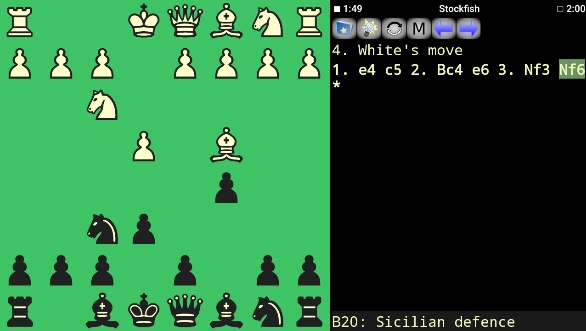 ■ 1:49 Stockfish □ 2:00
M
4. White's move
1. e4 c5 2. Bc4 e6 3. Nf3 Nf6
*
B20: Sicilian defence